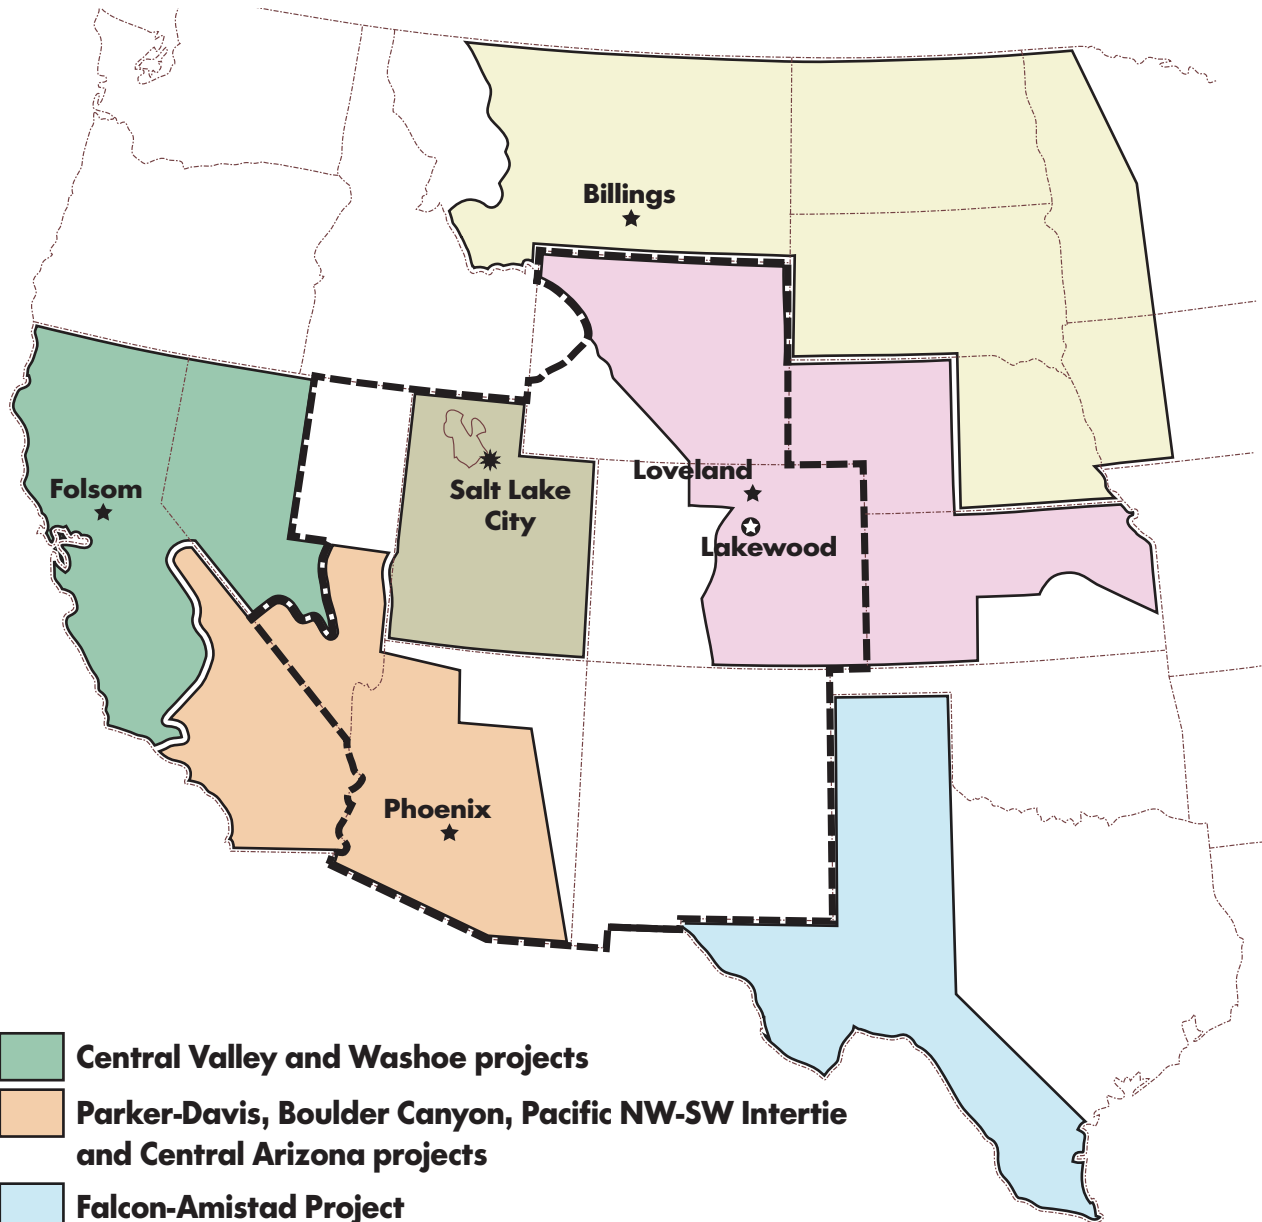 Billings
Loveland
Folsom
Salt Lake
City
Lakewood
Phoenix
Central Valley and Washoe projects
Parker-Davis, Boulder Canyon, Pacific NW-SW Intertie
and Central Arizona projects
Falcon-Amistad Project